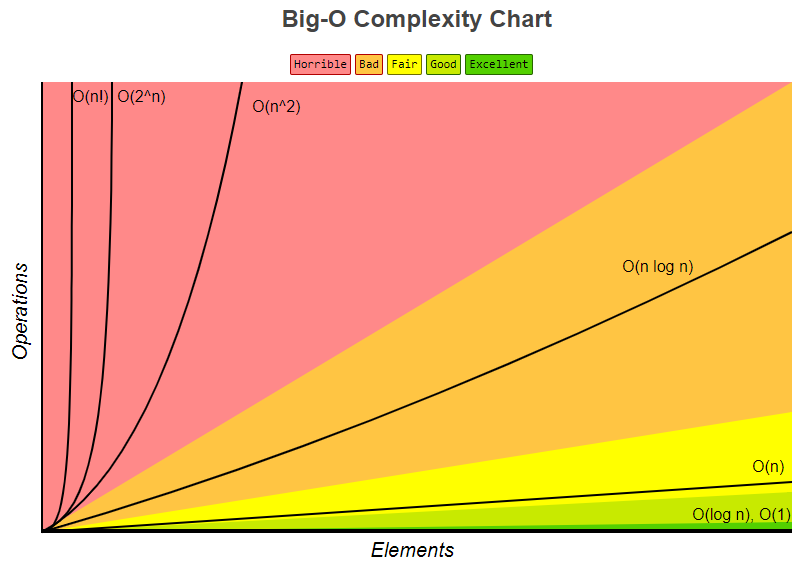 Big-O Complexity Chart
Horrible Bad Fair Good Excellent
O(n!) O(2^n) O(n^2)
O(n log n)
O(n)
O(log n), O(1)
Operations
Elements